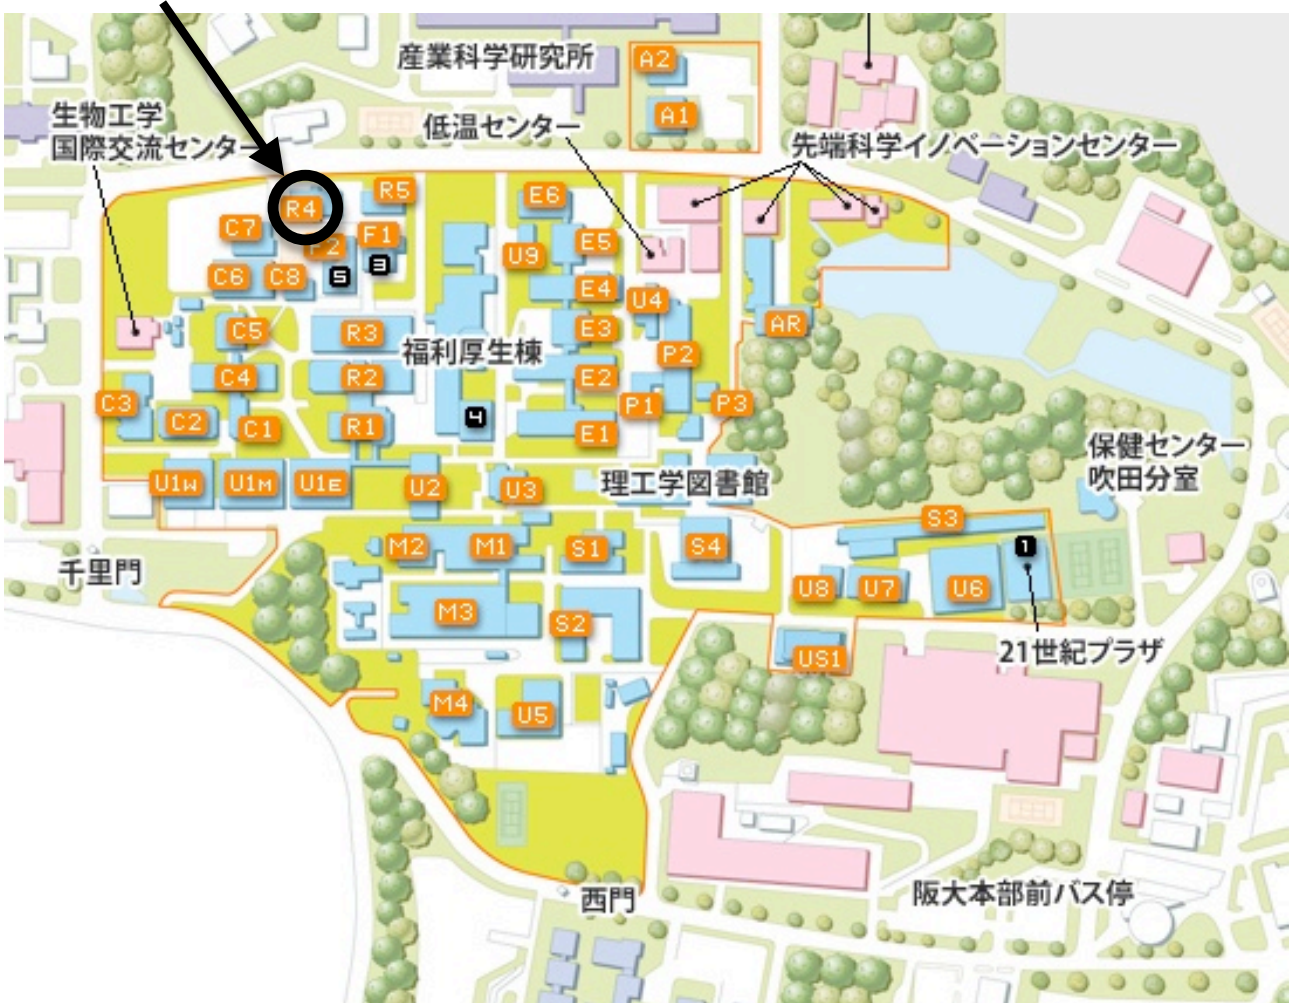 産業科学研究所
A2
A1
生物工学
国際交流センター
低温センター
先端科学イノベーションセンター
R4
R5
E6
C7
F2
F1
E5
U9
C6
C8
5
3
E4
U4
C5
R3
E3
AR
福利厚生棟
P2
C4
R2
E2
C3
P1
P3
C2
C1
R1
4
E1
保健センター
吹田分室
U1W
U1M
U1E
U2
U3
理工学図書館
S3
M2
M1
S1
S4
1
千里門
U8
U7
U6
M3
S2
21世紀プラザ
US1
M4
U5
西門
阪大本部前バス停